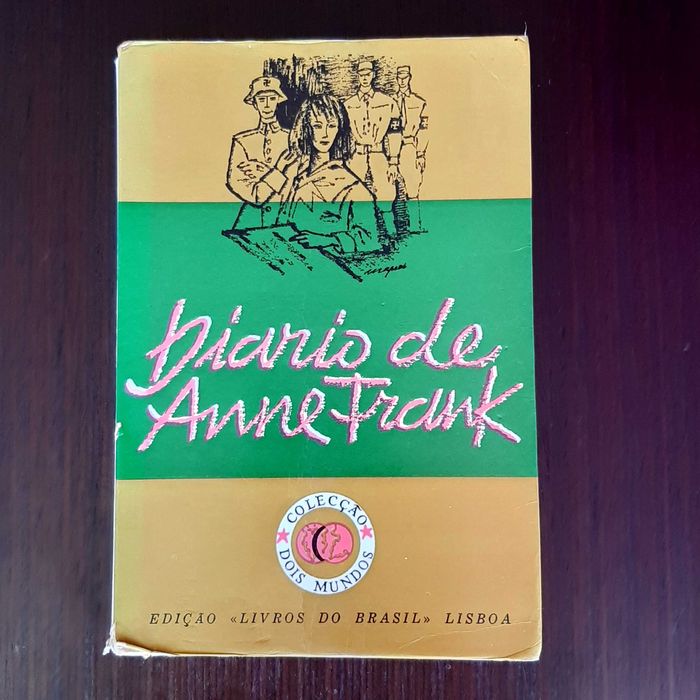 Diario de
Anne Frank
COLECÇÃO
DOIS MUNDOS
EDIÇÃO «LIVROS DO BRASIL» LISBOA